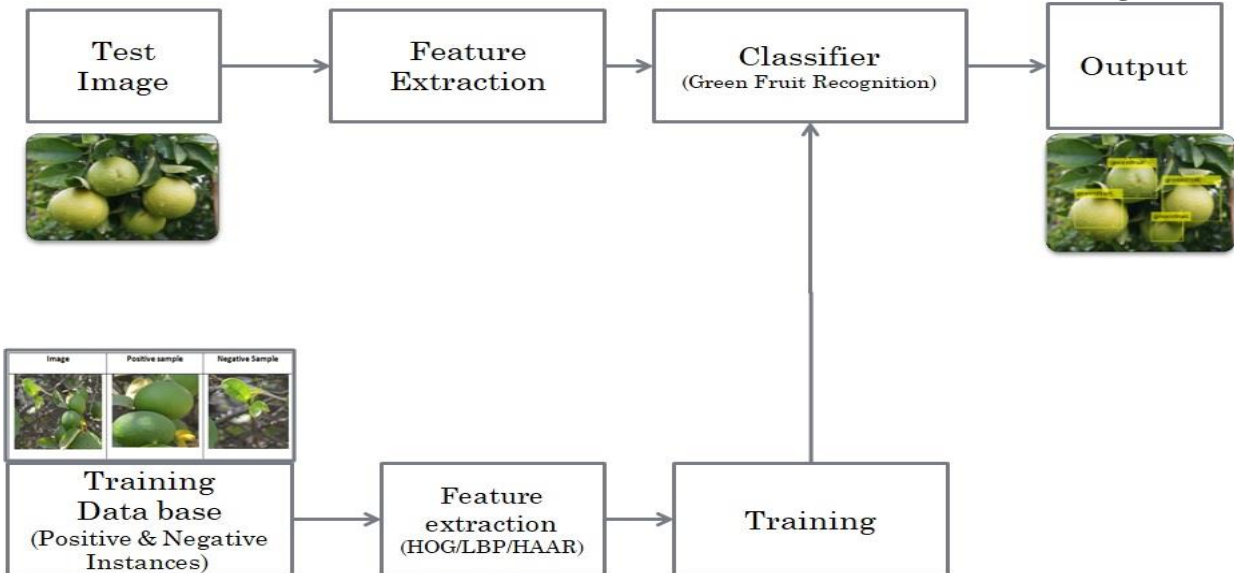 Test
Image
Feature
Extraction
Classifier
(Green Fruit Recognition)
Output
Image
Positive sample
Negative Sample
Training
Data base
(Positive & Negative
Instances)
Feature
extraction
(HOG/LBP/HAAR)
Training